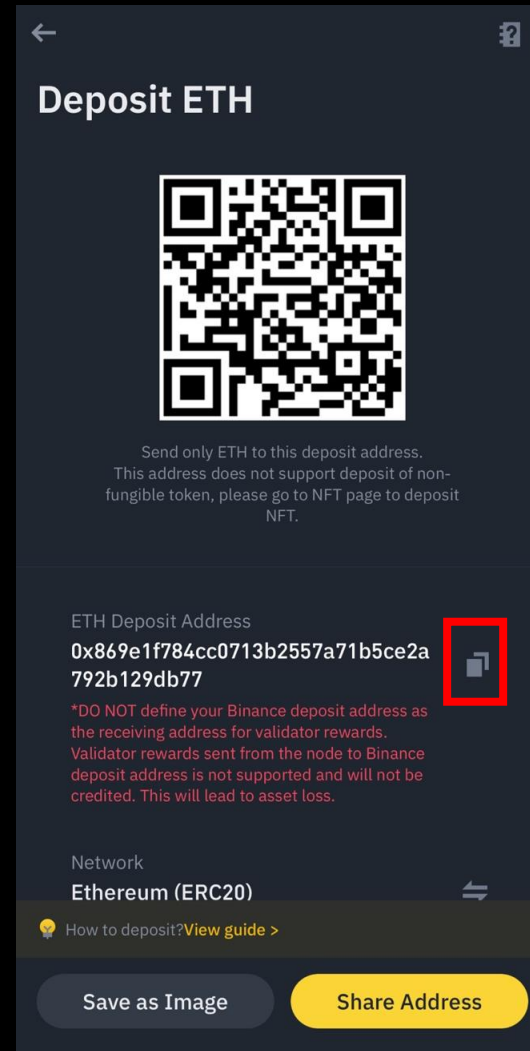 Deposit ETH
Send only ETH to this deposit address.
This address does not support deposit of non-
fungible token, please go to NFT page to deposit
NFT.
ETH Deposit Address
0x869e1f784cc0713b2557a71b5ce2a
792b129db77
*DO NOT define your Binance deposit address as
the receiving address for validator rewards.
Validator rewards sent from the node to Binance
deposit address is not supported and will not be
credited. This will lead to asset loss.
Network
Ethereum (ERC20)
How to deposit?View guide >
Save as Image
Share Address